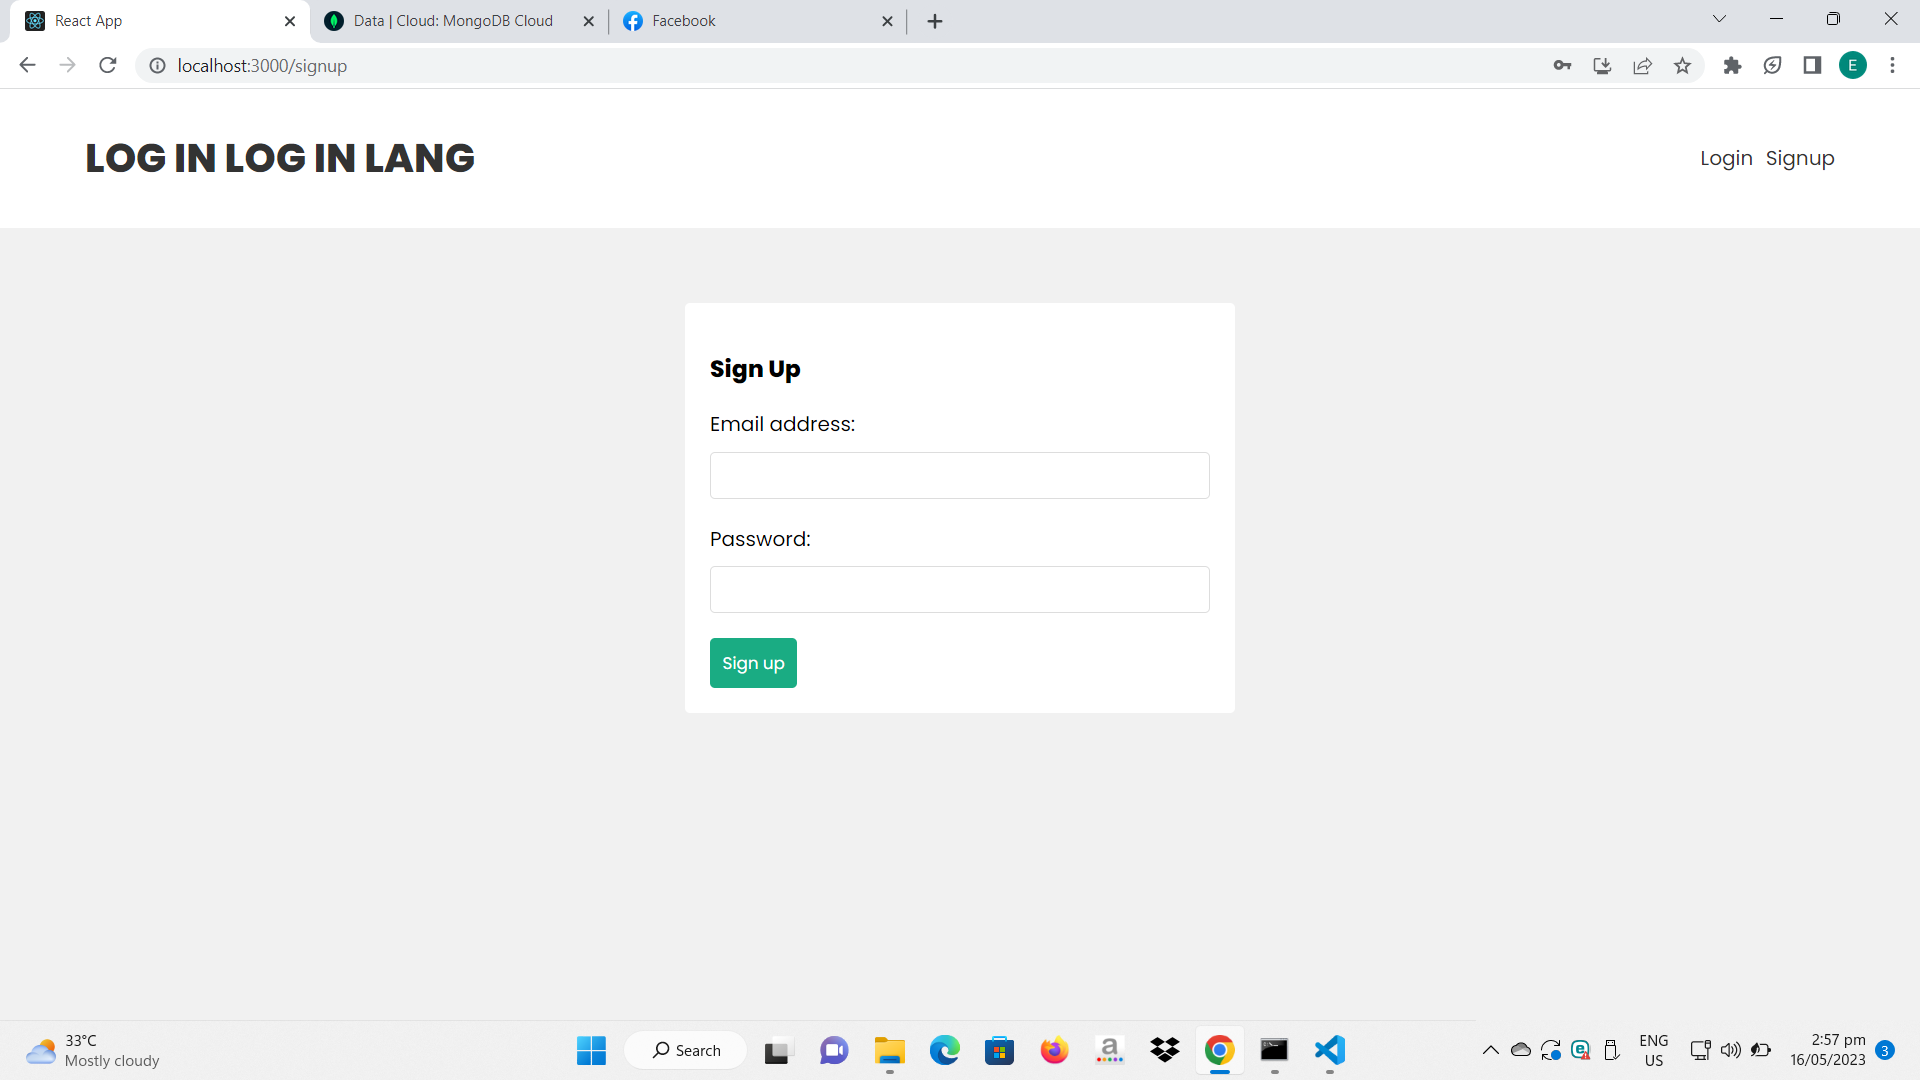 React App
Data | Cloud: MongoDB Cloud
Facebook
localhost:3000/signup
E
LOG IN LOG IN LANG
Login Signup
Sign Up
Email address:
Password:
Sign up
33°C
Mostly cloudy
Search
a
ENG
US
2:57 pm
16/05/2023
3